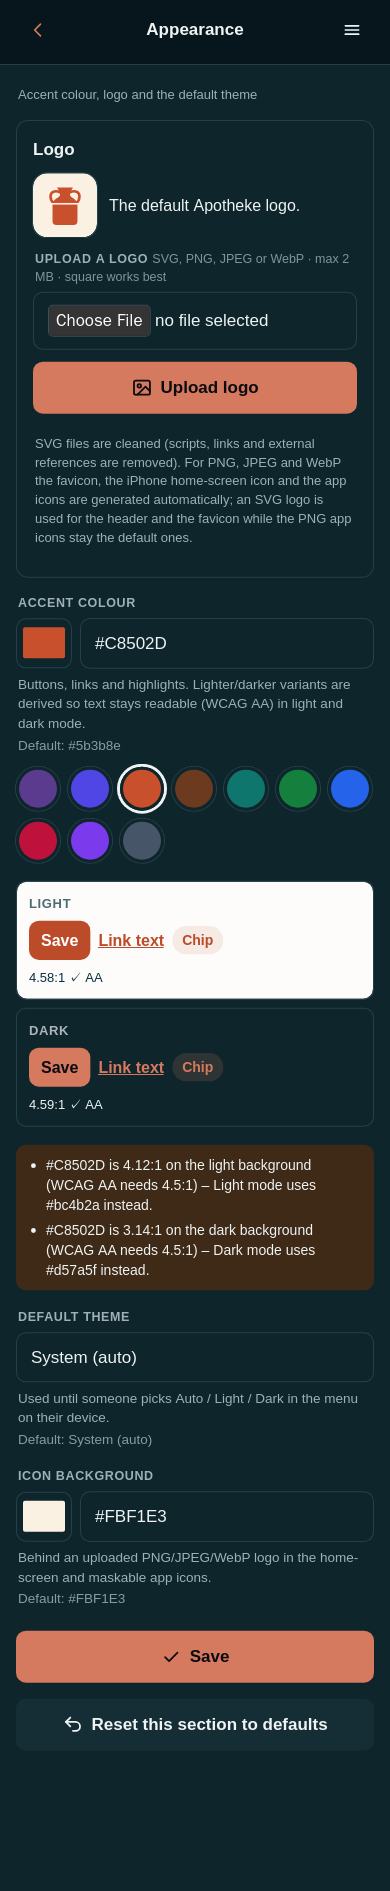 Appearance
Accent colour, logo and the default theme
Logo
The default Apotheke logo.
UPLOAD A LOGO SVG, PNG, JPEG or WebP · max 2
MB · square works best
Choose File no file selected
Upload logo
SVG files are cleaned (scripts, links and external
references are removed). For PNG, JPEG and WebP
the favicon, the iPhone home-screen icon and the app
icons are generated automatically; an SVG logo is
used for the header and the favicon while the PNG app
icons stay the default ones.
ACCENT COLOUR
#C8502D
Buttons, links and highlights. Lighter/darker variants are
derived so text stays readable (WCAG AA) in light and
dark mode.
Default: #5b3b8e
LIGHT
Save Link text Chip
4.58:1 ✓ AA
DARK
Save Link text Chip
4.59:1 ✓ AA
• #C8502D is 4.12:1 on the light background
(WCAG AA needs 4.5:1) – Light mode uses
#bc4b2a instead.
• #C8502D is 3.14:1 on the dark background
(WCAG AA needs 4.5:1) – Dark mode uses
#d57a5f instead.
DEFAULT THEME
System (auto)
Used until someone picks Auto / Light / Dark in the menu
on their device.
Default: System (auto)
ICON BACKGROUND
#FBF1E3
Behind an uploaded PNG/JPEG/WebP logo in the home-
screen and maskable app icons.
Default: #FBF1E3
Save
Reset this section to defaults